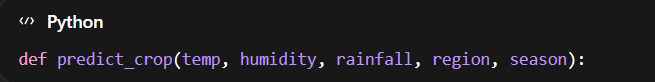 Python
def predict_crop(temp, humidity, rainfall, region, season):